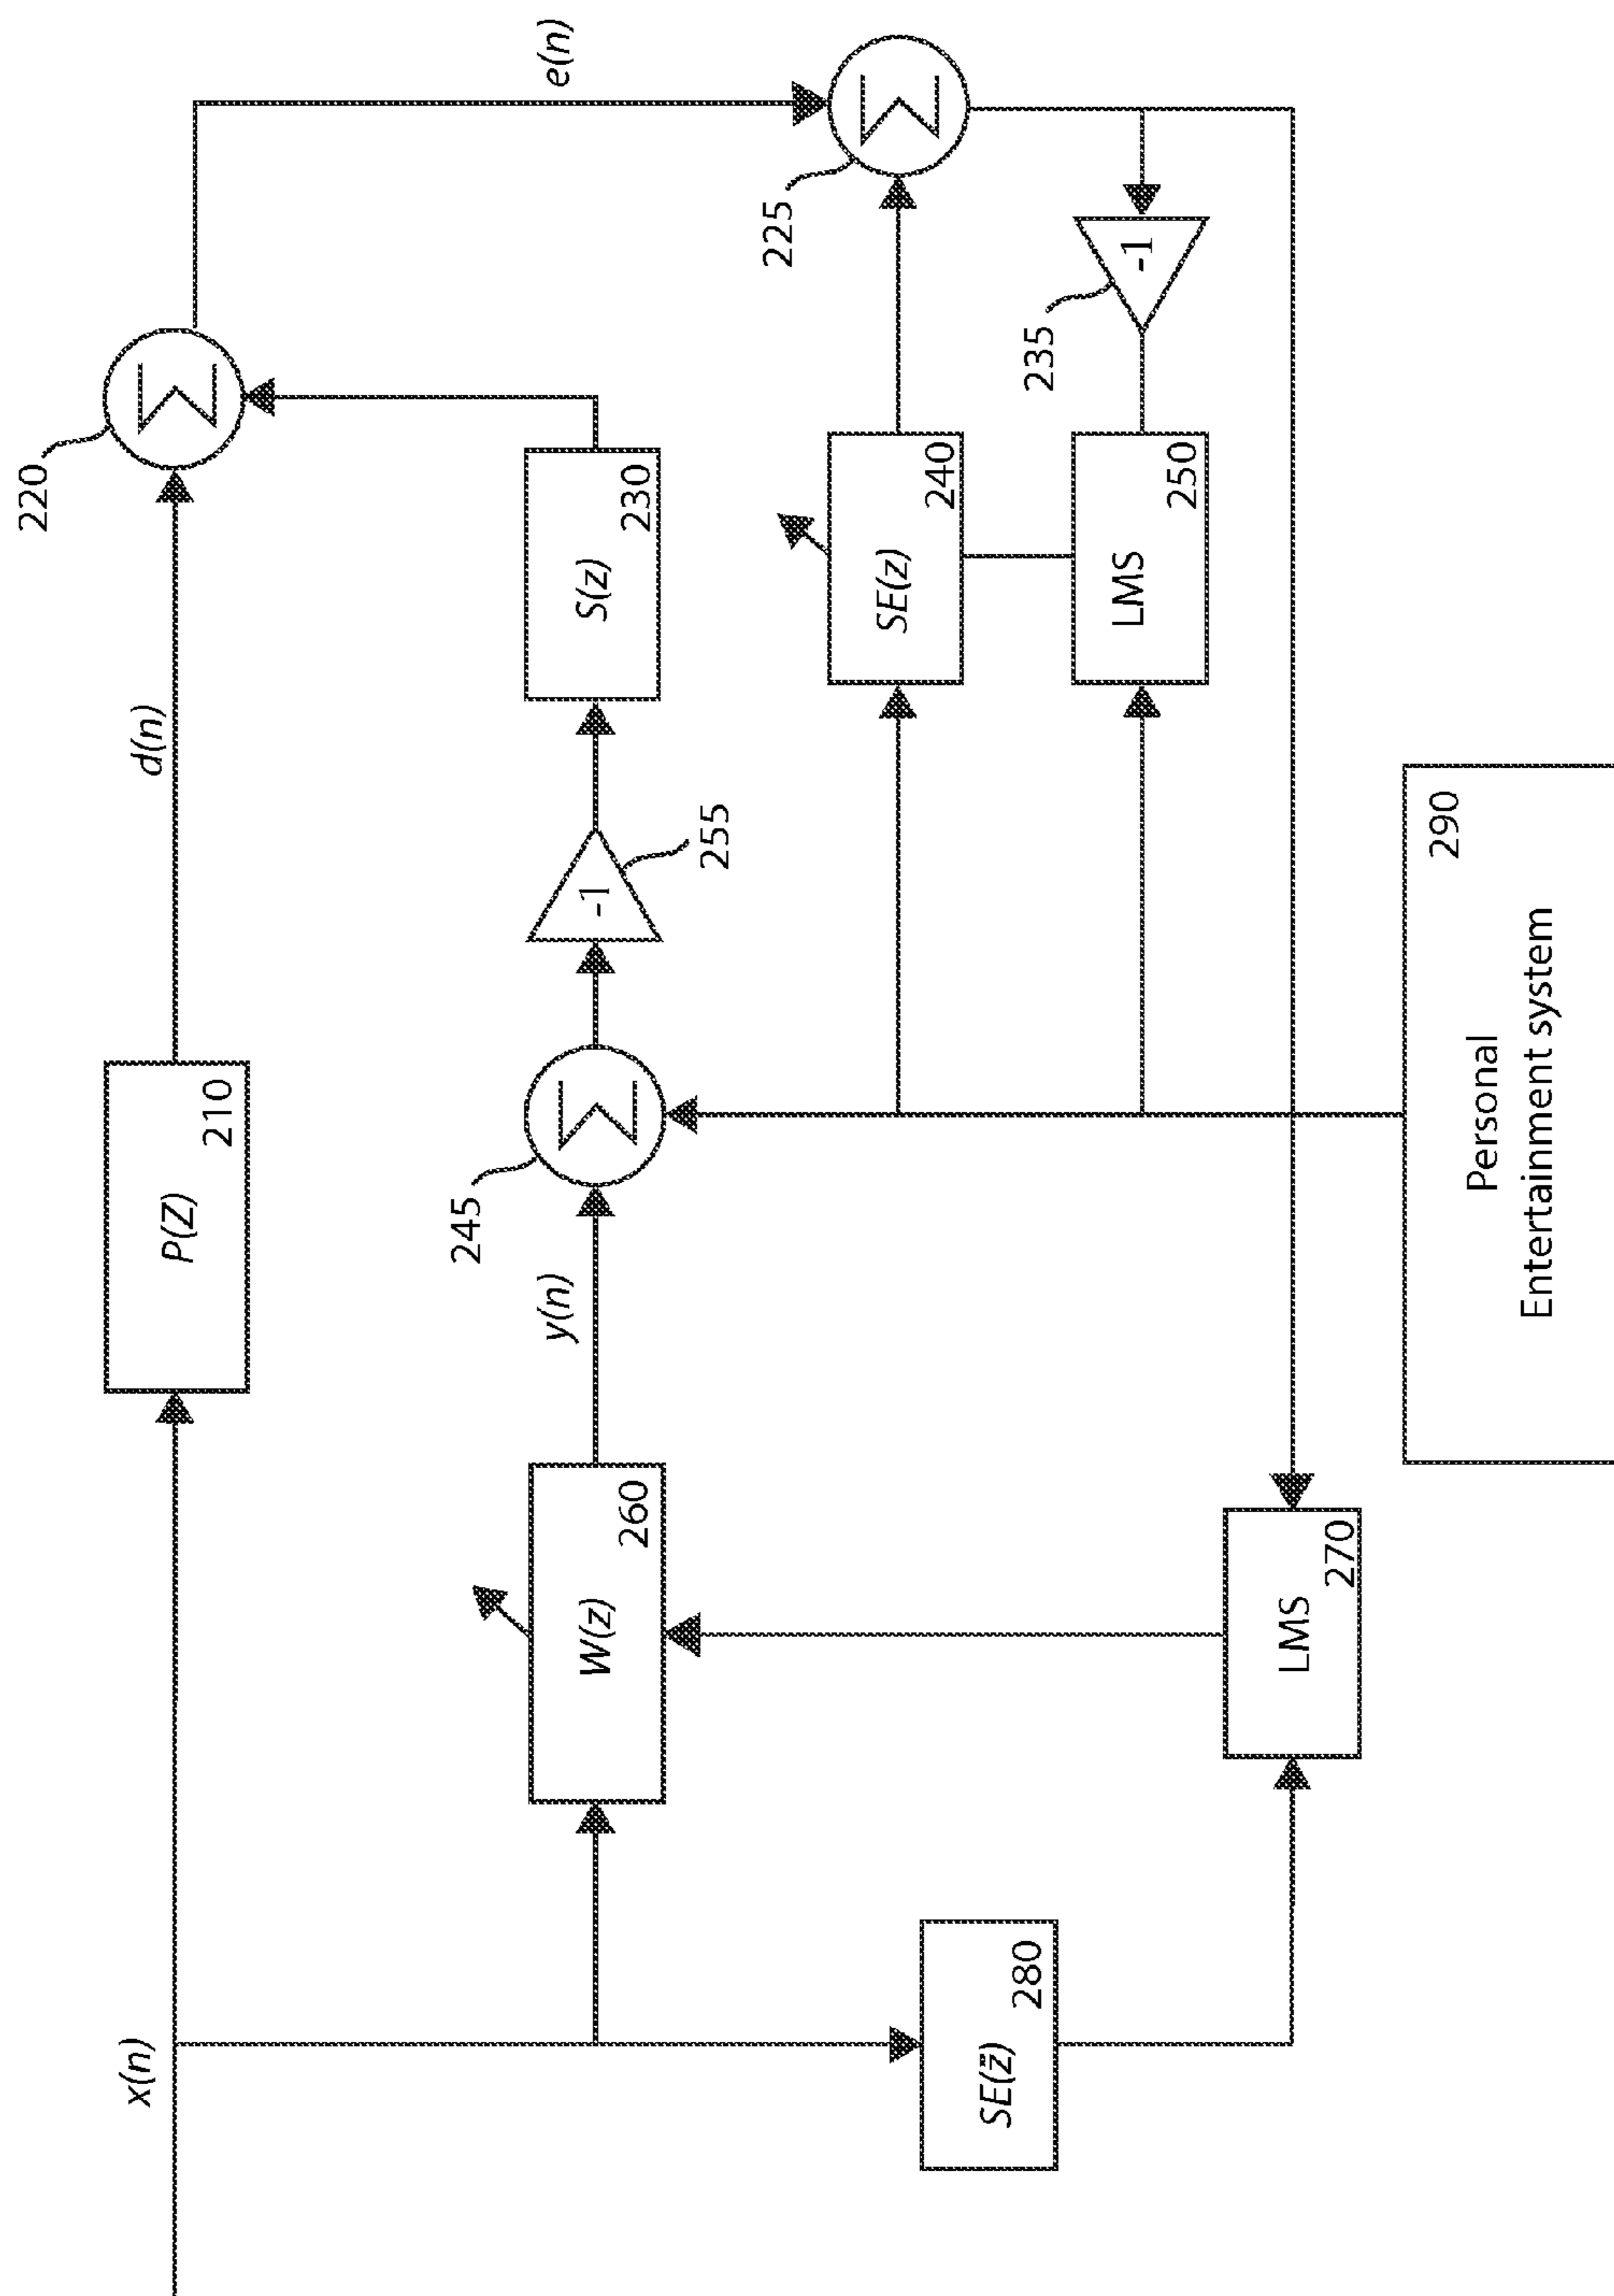 x(n)
P(Z)
210
d(n)
220
Σ
e(n)
W(z)
260
y(n)
245
Σ
-1
255
S(z)
230
225
Σ
SE(z̈)
280
SE(z)
240
235
-1
LMS
250
LMS
270
290
Personal
Entertainment system